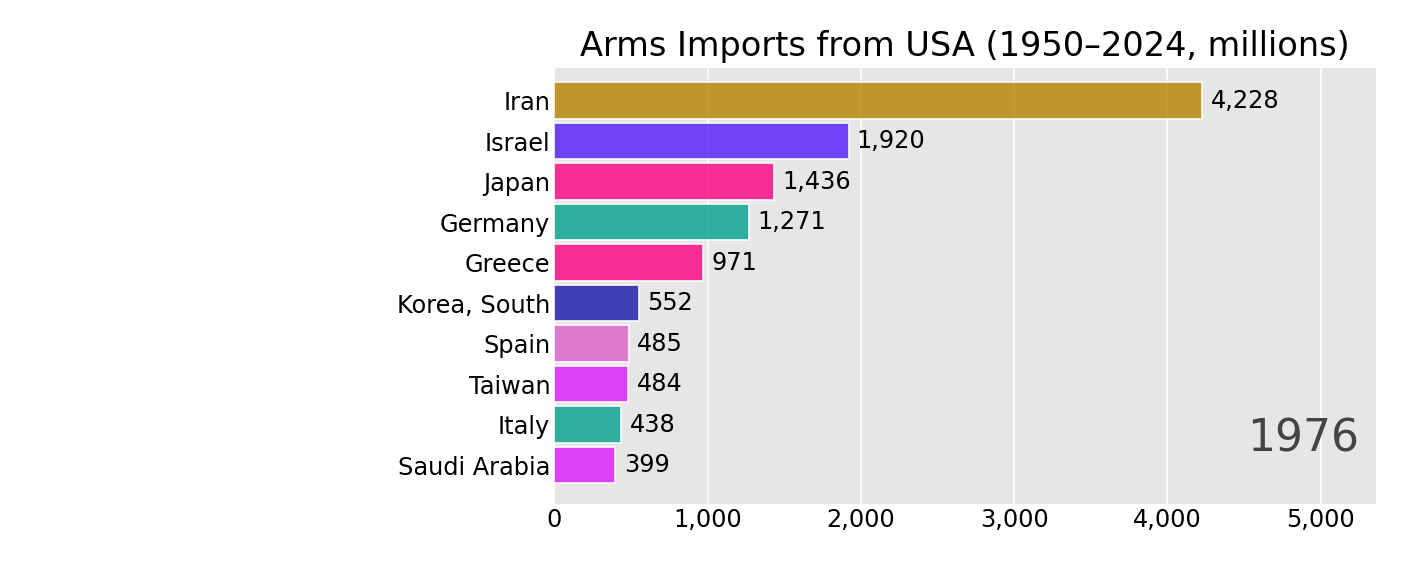 Arms Imports from USA (1950–2024, millions)
Iran 4,228
Israel 1,920
Japan 1,436
Germany 1,271
Greece 971
Korea, South 552
Spain 485
Taiwan 484
Italy 438
Saudi Arabia 399
1976
0 1,000 2,000 3,000 4,000 5,000